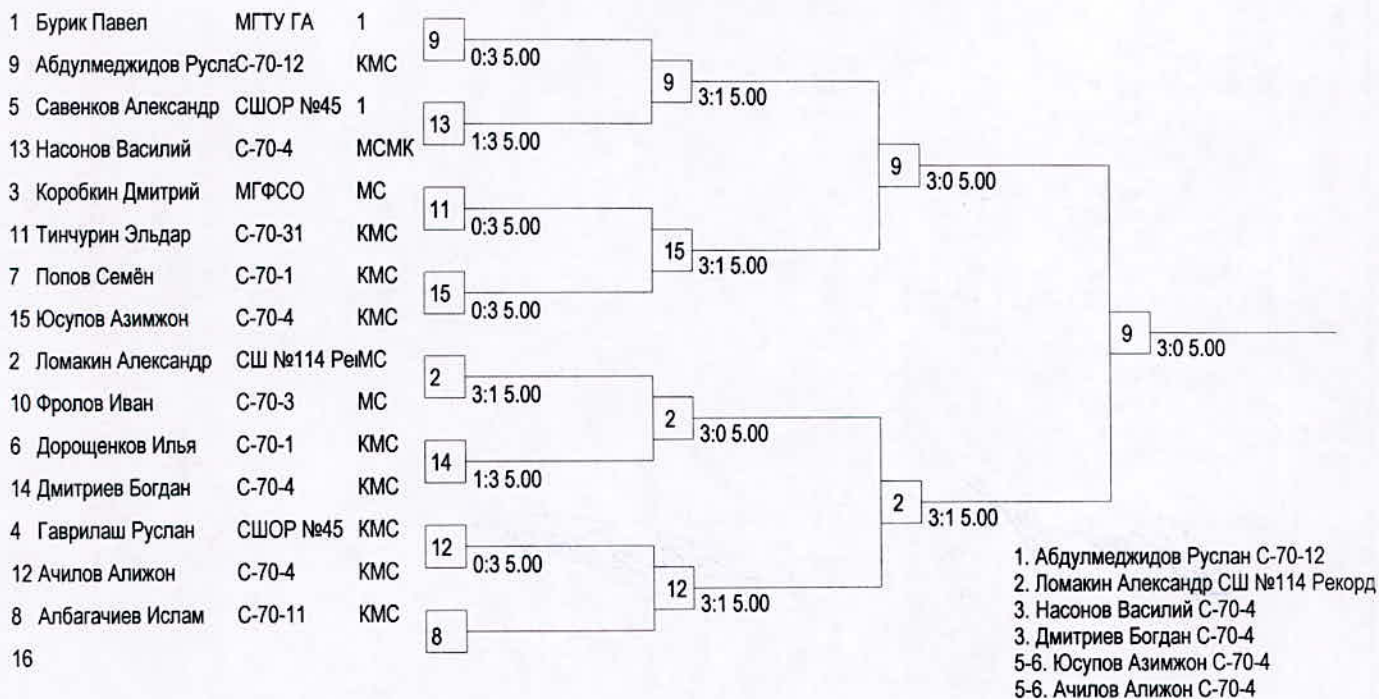 1 Бурик Павел МГТУ ГА 1
9 Абдулмеджидов Русла С-70-12 КМС
5 Савенков Александр СШОР №45 1
13 Насонов Василий С-70-4 МСМК
3 Коробкин Дмитрий МГФСО МС
11 Тинчурин Эльдар С-70-31 КМС
7 Попов Семён С-70-1 КМС
15 Юсупов Азимжон С-70-4 КМС
2 Ломакин Александр СШ №114 Рек МС
10 Фролов Иван С-70-3 МС
6 Дорощенков Илья С-70-1 КМС
14 Дмитриев Богдан С-70-4 КМС
4 Гаврилаш Руслан СШОР №45 КМС
12 Ачилов Алижон С-70-4 КМС
8 Албагачиев Ислам С-70-11 КМС
16
9 0:3 5.00
13 1:3 5.00
11 0:3 5.00
15 0:3 5.00
2 3:1 5.00
14 1:3 5.00
12 0:3 5.00
8
9 3:1 5.00
15 3:1 5.00
2 3:0 5.00
12 3:1 5.00
9 3:0 5.00
2 3:1 5.00
9 3:0 5.00
1. Абдулмеджидов Руслан С-70-12
2. Ломакин Александр СШ №114 Рекорд
3. Насонов Василий С-70-4
3. Дмитриев Богдан С-70-4
5-6. Юсупов Азимжон С-70-4
5-6. Ачилов Алижон С-70-4